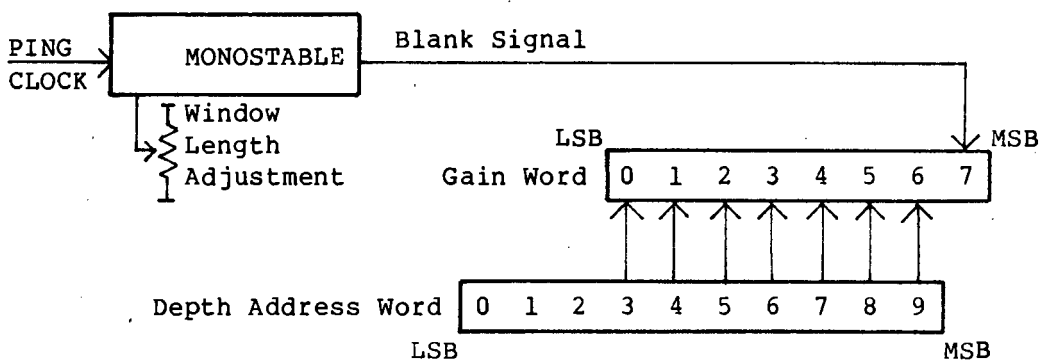 PING
CLOCK
MONOSTABLE
Blank Signal
Window
Length
Adjustment
LSB
MSB
Gain Word 0 1 2 3 4 5 6 7
Depth Address Word 0 1 2 3 4 5 6 7 8 9
LSB
MSB